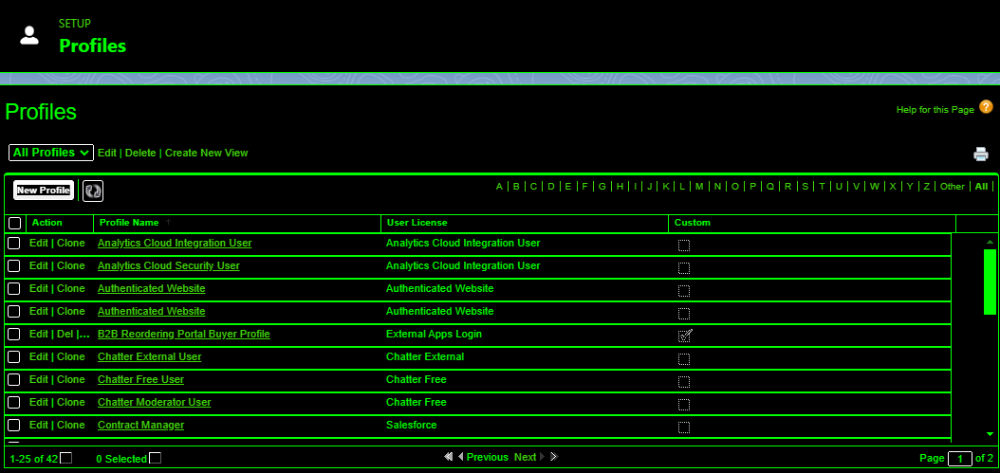 SETUP
Profiles
Profiles
Help for this Page ?
All Profiles Edit | Delete | Create New View
New Profile
A | B | C | D | E | F | G | H | I | J | K | L | M | N | O | P | Q | R | S | T | U | V | W | X | Y | Z | Other | All |
Action Profile Name ↑ User License Custom
Edit | Clone Analytics Cloud Integration User Analytics Cloud Integration User
Edit | Clone Analytics Cloud Security User Analytics Cloud Integration User
Edit | Clone Authenticated Website Authenticated Website
Edit | Clone Authenticated Website Authenticated Website
Edit | Del |... B2B Reordering Portal Buyer Profile External Apps Login
Edit | Clone Chatter External User Chatter External
Edit | Clone Chatter Free User Chatter Free
Edit | Clone Chatter Moderator User Chatter Free
Edit | Clone Contract Manager Salesforce
1-25 of 42 0 Selected Previous Next Page 1 of 2